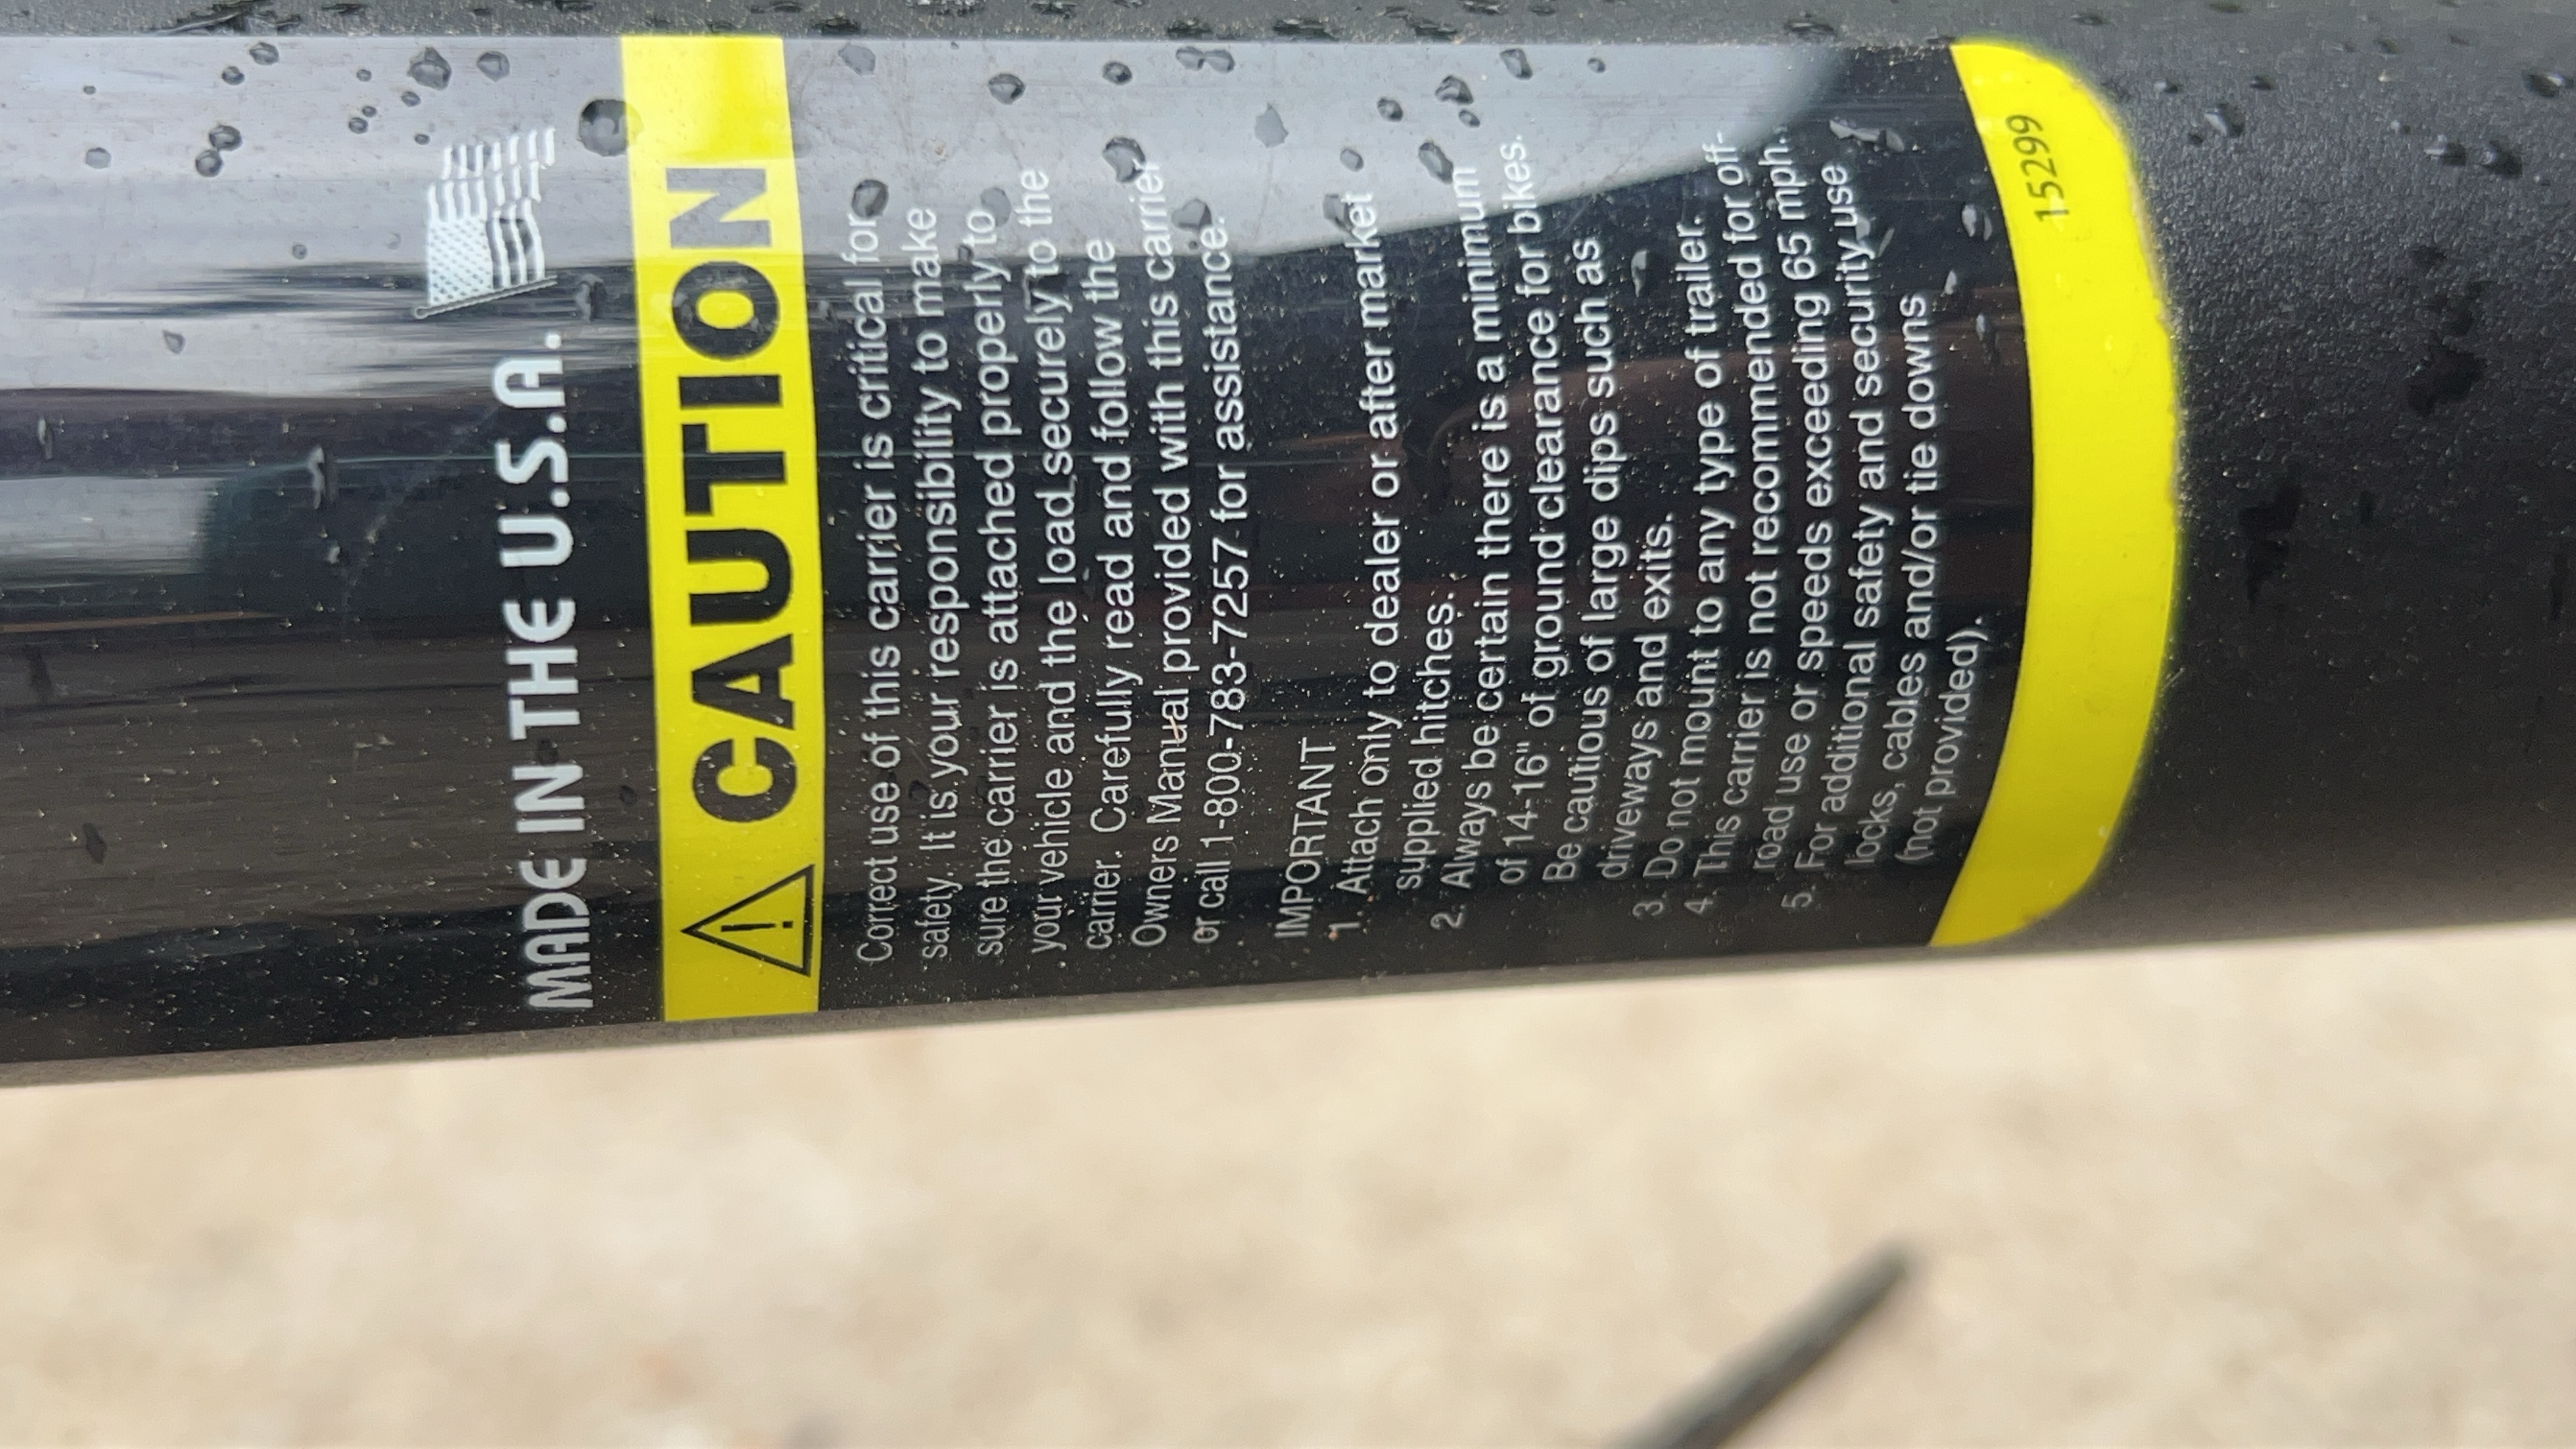 MADE IN THE U.S.A.
CAUTION
Correct use of this carrier is critical for
safety. It is your responsibility to make
sure the carrier is attached properly to
your vehicle and the load securely to the
carrier. Carefully read and follow the
Owners Manual provided with this carrier
or call 1-800-783-7257 for assistance.
IMPORTANT
1. Attach only to dealer or after market
supplied hitches.
2. Always be certain there is a minimum
of 14-16" of ground clearance for bikes.
Be cautious of large dips such as
driveways and exits.
3. Do not mount to any type of trailer.
4. This carrier is not recommended for off-
road use or speeds exceeding 65 mph.
5. For additional safety and security use
locks, cables and/or tie downs
(not provided).
15299